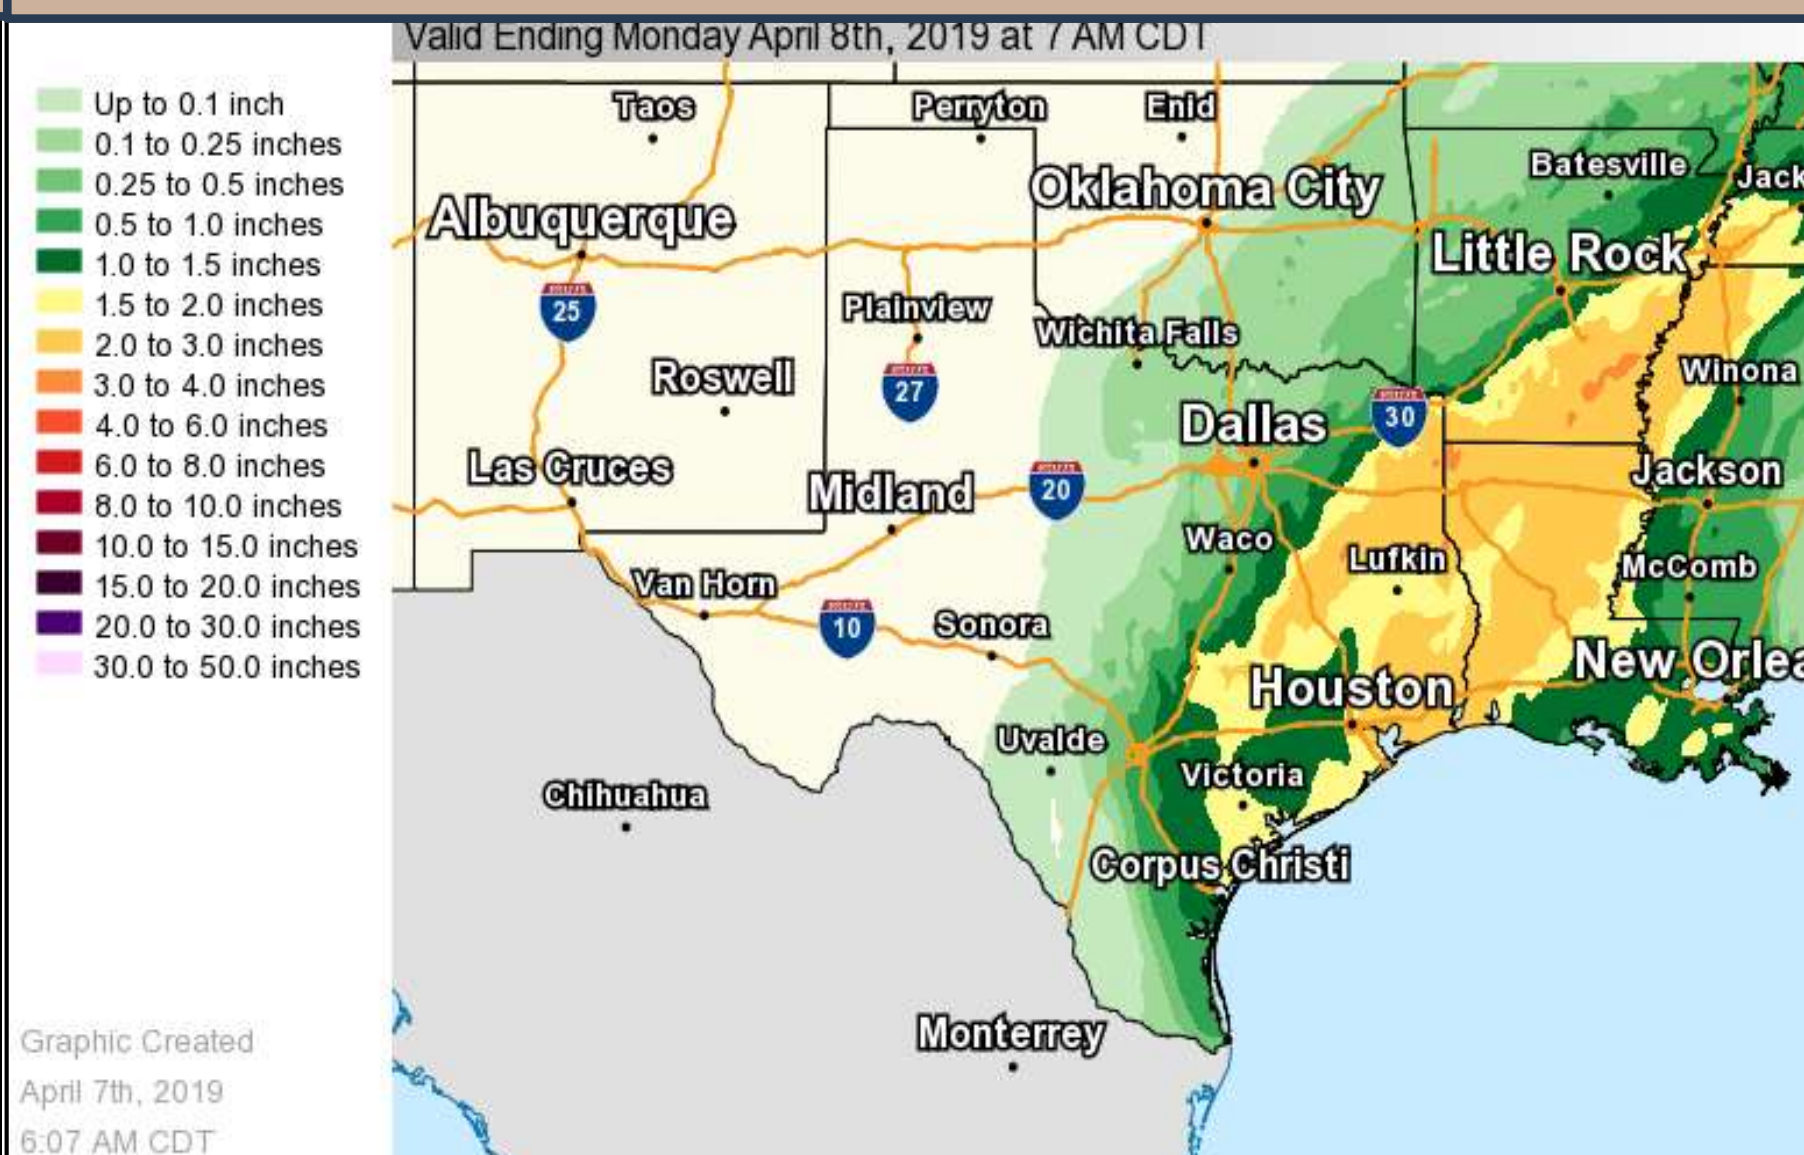 Valid Ending Monday April 8th, 2019 at 7 AM CDT
Up to 0.1 inch
0.1 to 0.25 inches
0.25 to 0.5 inches
0.5 to 1.0 inches
1.0 to 1.5 inches
1.5 to 2.0 inches
2.0 to 3.0 inches
3.0 to 4.0 inches
4.0 to 6.0 inches
6.0 to 8.0 inches
8.0 to 10.0 inches
10.0 to 15.0 inches
15.0 to 20.0 inches
20.0 to 30.0 inches
30.0 to 50.0 inches
Graphic Created
April 7th, 2019
6:07 AM CDT
Taos
Perryton
Enid
Batesville
Jack
Oklahoma City
Albuquerque
Little Rock
25
Plainview
Wichita Falls
Roswell
27
Winona
30
Dallas
Las Cruces
Midland
20
Jackson
Waco
Lufkin
McComb
Van Horn
10
Sonora
New Orlea
Houston
Uvalde
Victoria
Chihuahua
Corpus Christi
Monterrey